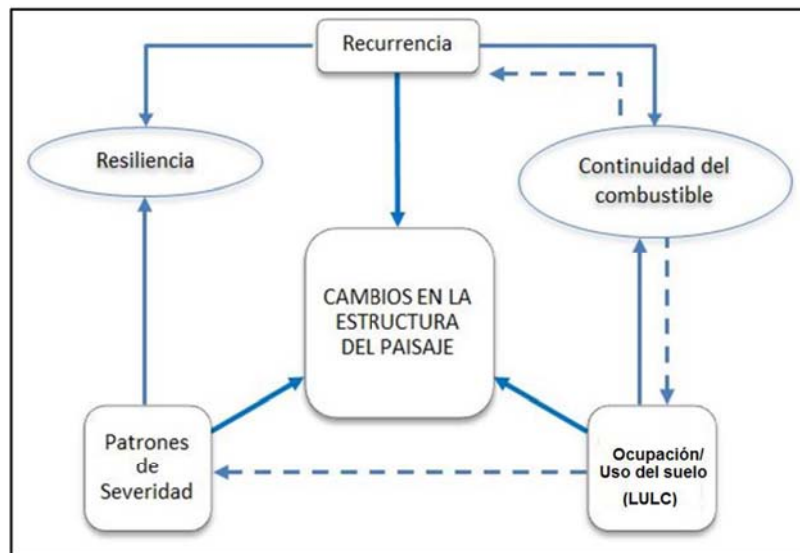 Recurrencia
Resiliencia
Continuidad del
combustible
CAMBIOS EN LA
ESTRUCTURA
DEL PAISAJE
Patrones
de
Severidad
Ocupación/
Uso del suelo
(LULC)